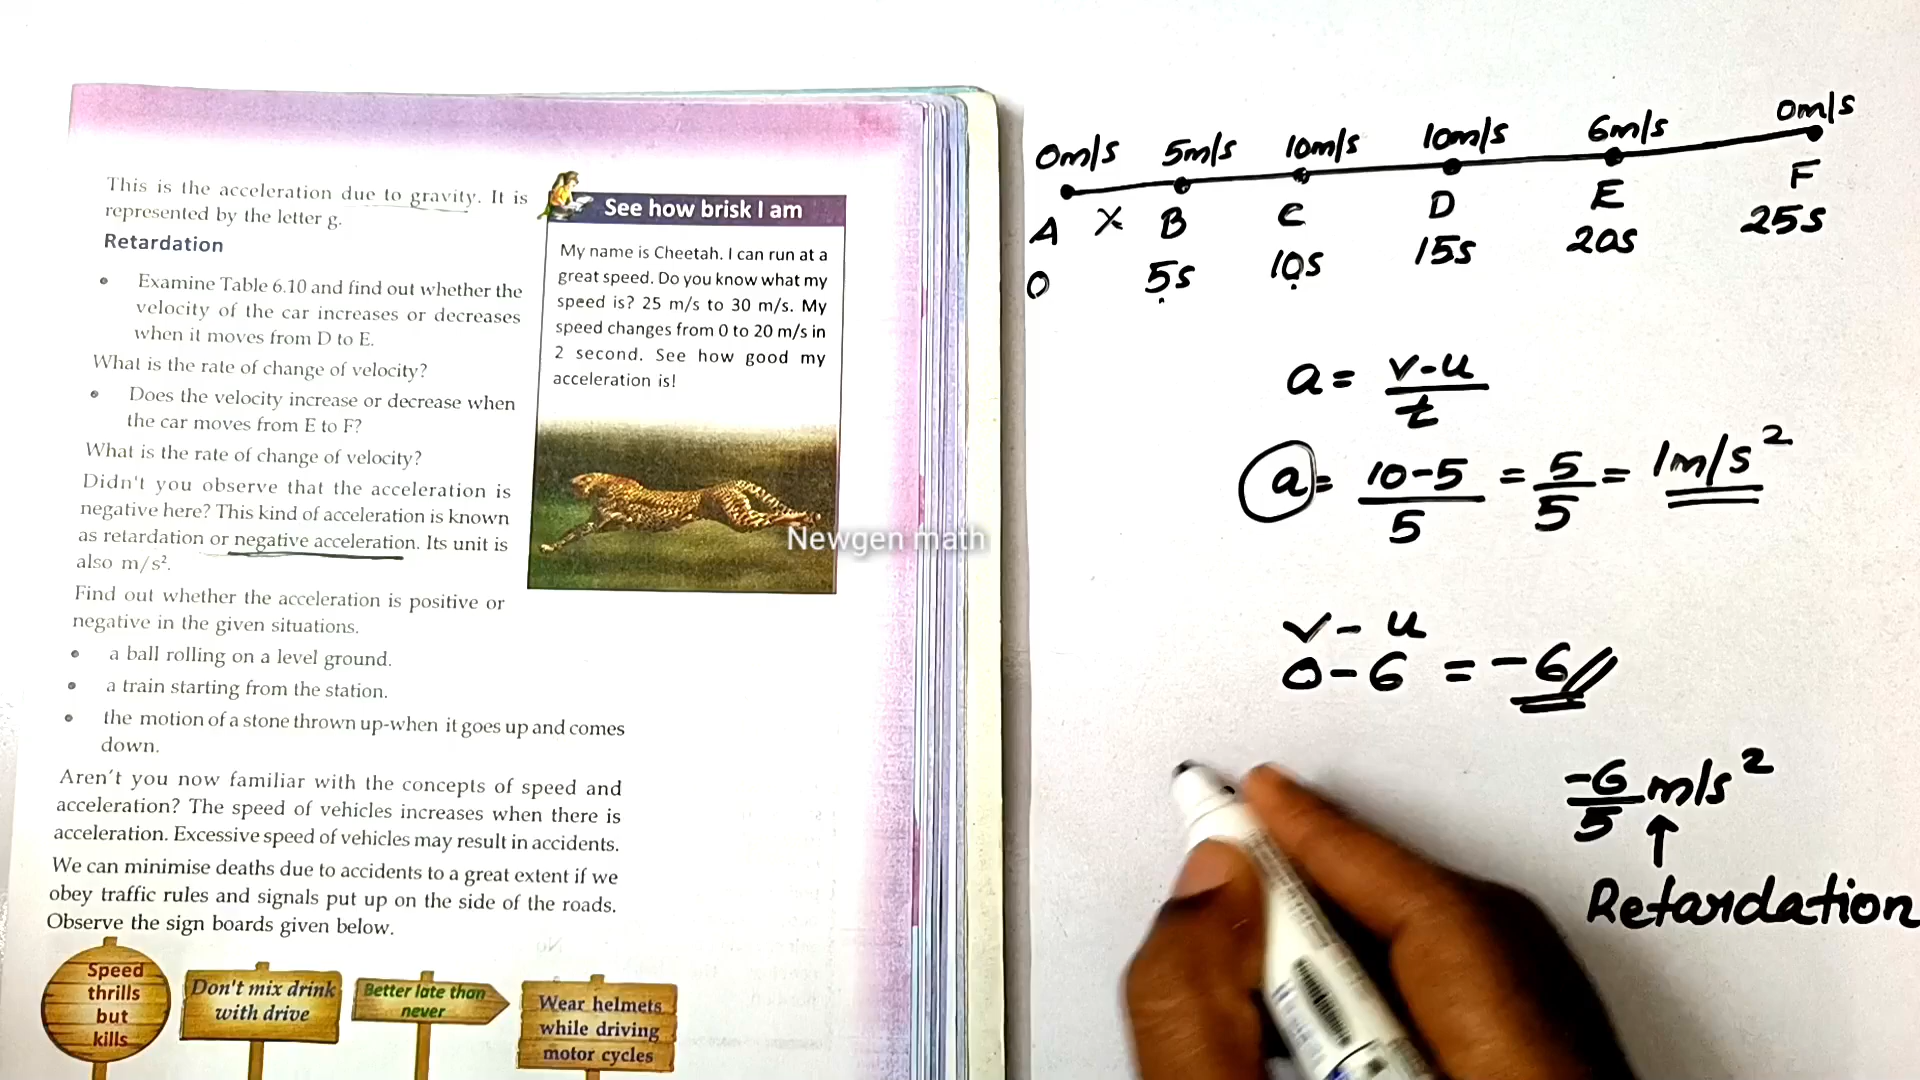 This is the acceleration due to gravity. It is
represented by the letter g.
Retardation
• Examine Table 6.10 and find out whether the
velocity of the car increases or decreases
when it moves from D to E.
What is the rate of change of velocity?
• Does the velocity increase or decrease when
the car moves from E to F?
What is the rate of change of velocity?
Didn't you observe that the acceleration is
negative here? This kind of acceleration is known
as retardation or negative acceleration. Its unit is
also m/s².
Find out whether the acceleration is positive or
negative in the given situations.
• a ball rolling on a level ground.
• a train starting from the station.
• the motion of a stone thrown up-when it goes up and comes
down.
Aren't you now familiar with the concepts of speed and
acceleration? The speed of vehicles increases when there is
acceleration. Excessive speed of vehicles may result in accidents.
We can minimise deaths due to accidents to a great extent if we
obey traffic rules and signals put up on the side of the roads.
Observe the sign boards given below.
Speed
thrills
but
kills
Don't mix drink
with drive
Better late than
never
Wear helmets
while driving
motor cycles
See how brisk I am
My name is Cheetah. I can run at a
great speed. Do you know what my
speed is? 25 m/s to 30 m/s. My
speed changes from 0 to 20 m/s in
2 second. See how good my
acceleration is!
Newgen math
0m/s 5m/s 10m/s 10m/s 6m/s 0m/s
A X B C D E F
0 5s 10s 15s 20s 25s
a = v-u/t
a = 10-5/5 = 5/5 = 1m/s²
v - u
0 - 6 = -6//
-6/5 m/s²
↑
Retardation